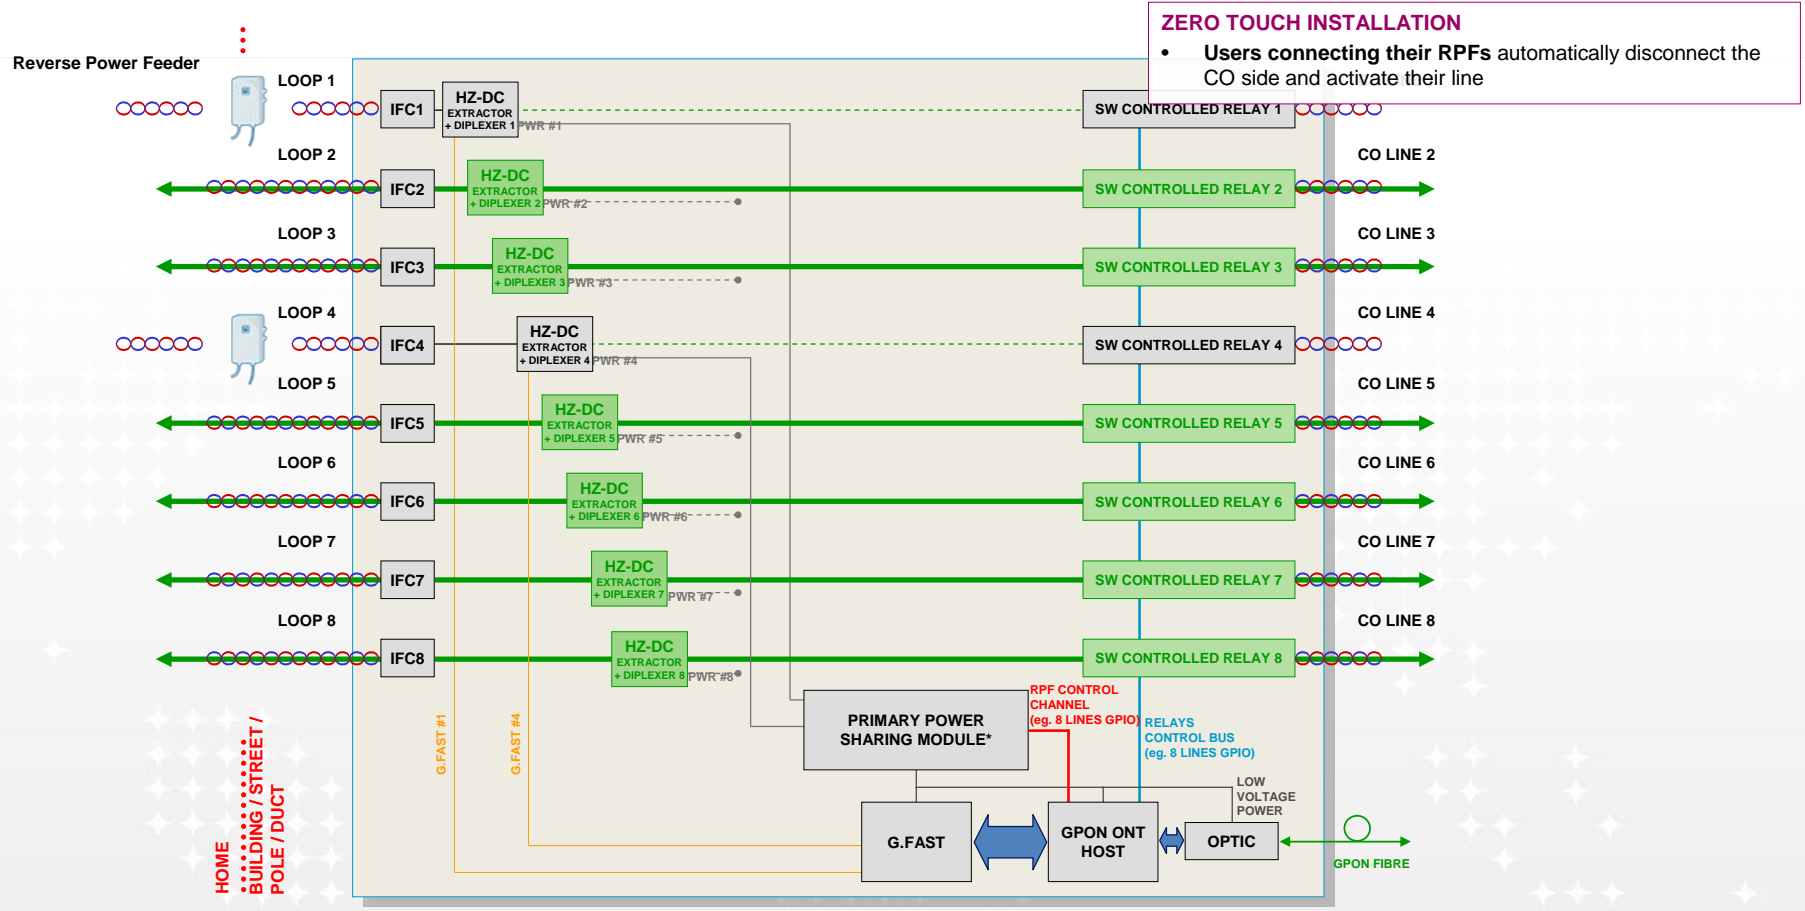 ZERO TOUCH INSTALLATION
• Users connecting their RPFs automatically disconnect the
CO side and activate their line
Reverse Power Feeder
LOOP 1
IFC1
HZ-DC
EXTRACTOR
+ DIPLEXER 1
PWR #1
SW CONTROLLED RELAY 1
LOOP 2
IFC2
HZ-DC
EXTRACTOR
+ DIPLEXER 2
PWR #2
SW CONTROLLED RELAY 2
CO LINE 2
LOOP 3
IFC3
HZ-DC
EXTRACTOR
+ DIPLEXER 3
PWR #3
SW CONTROLLED RELAY 3
CO LINE 3
LOOP 4
IFC4
HZ-DC
EXTRACTOR
+ DIPLEXER 4
PWR #4
SW CONTROLLED RELAY 4
CO LINE 4
LOOP 5
IFC5
HZ-DC
EXTRACTOR
+ DIPLEXER 5
PWR #5
SW CONTROLLED RELAY 5
CO LINE 5
LOOP 6
IFC6
HZ-DC
EXTRACTOR
+ DIPLEXER 6
PWR #6
SW CONTROLLED RELAY 6
CO LINE 6
LOOP 7
IFC7
HZ-DC
EXTRACTOR
+ DIPLEXER 7
PWR #7
SW CONTROLLED RELAY 7
CO LINE 7
LOOP 8
IFC8
HZ-DC
EXTRACTOR
+ DIPLEXER 8
PWR #8
SW CONTROLLED RELAY 8
CO LINE 8
HOME
BUILDING / STREET /
POLE / DUCT
G.FAST #1
G.FAST #4
PRIMARY POWER
SHARING MODULE*
RPF CONTROL
CHANNEL
(eg. 8 LINES GPIO)
RELAYS
CONTROL BUS
(eg. 8 LINES GPIO)
LOW
VOLTAGE
POWER
G.FAST
GPON ONT
HOST
OPTIC
GPON FIBRE